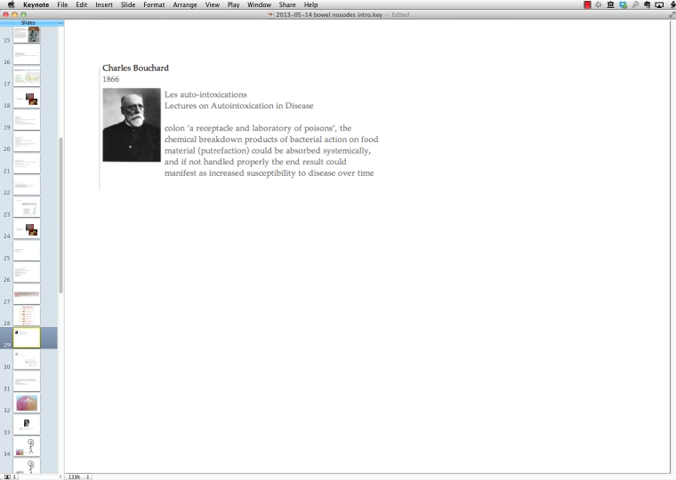 Keynote File Edit Insert Slide Format Arrange View Play Window Share Help
2013-05-14 bowel nosodes intro.key — Edited
Slides
Charles Bouchard
1866
Les auto-intoxications
Lectures on Autointoxication in Disease
colon 'a receptacle and laboratory of poisons', the
chemical breakdown products of bacterial action on food
material (putrefaction) could be absorbed systemically,
and if not handled properly the end result could
manifest as increased susceptibility to disease over time
15
16
17
18
19
20
21
22
23
24
25
26
27
28
29
30
31
32
33
34
133%